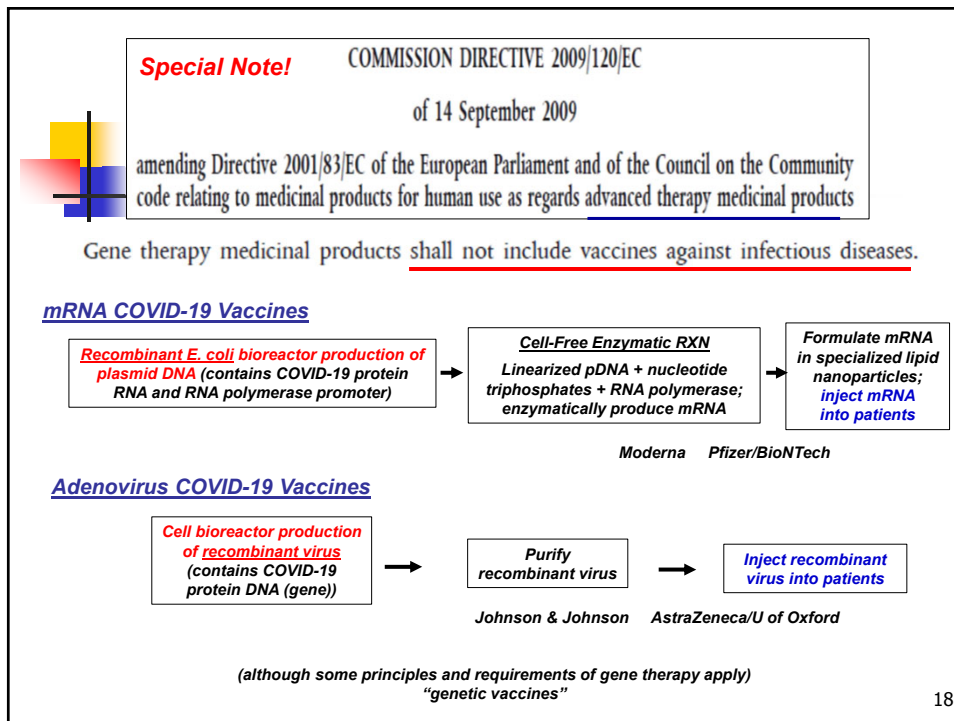 Special Note!
COMMISSION DIRECTIVE 2009/120/EC
of 14 September 2009
amending Directive 2001/83/EC of the European Parliament and of the Council on the Community
code relating to medicinal products for human use as regards advanced therapy medicinal products
Gene therapy medicinal products shall not include vaccines against infectious diseases.
mRNA COVID-19 Vaccines
Recombinant E. coli bioreactor production of
plasmid DNA (contains COVID-19 protein
RNA and RNA polymerase promoter)
Cell-Free Enzymatic RXN
Linearized pDNA + nucleotide
triphosphates + RNA polymerase;
enzymatically produce mRNA
Formulate mRNA
in specialized lipid
nanoparticles;
inject mRNA
into patients
Moderna Pfizer/BioNTech
Adenovirus COVID-19 Vaccines
Cell bioreactor production
of recombinant virus
(contains COVID-19
protein DNA (gene))
Purify
recombinant virus
Inject recombinant
virus into patients
Johnson & Johnson AstraZeneca/U of Oxford
(although some principles and requirements of gene therapy apply)
“genetic vaccines”
18